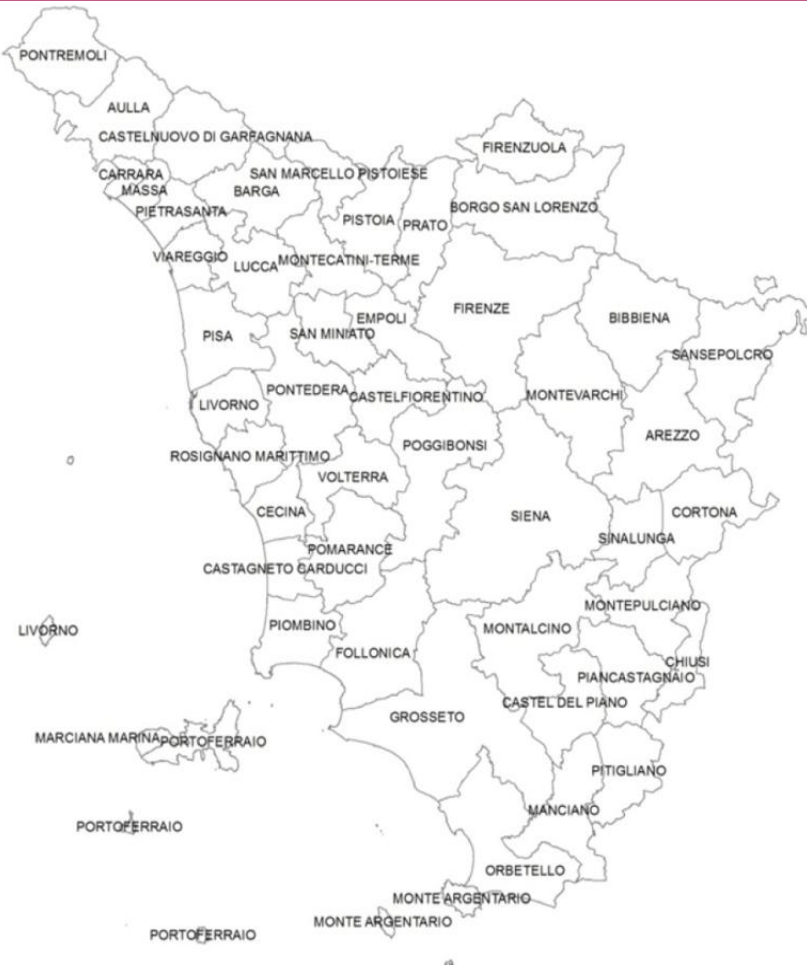 PONTREMOLI
AULLA
CASTELNUOVO DI GARFAGNANA
FIRENZUOLA
CARRARA
SAN MARCELLO PISTOIESE
MASSA
BARGA
PIETRASANTA
BORGO SAN LORENZO
PISTOIA
PRATO
VIAREGGIO
LUCCA
MONTECATINI-TERME
FIRENZE
BIBBIENA
EMPOLI
PISA
SAN MINIATO
SANSEPOLCRO
PONTEDERA
CASTELFIORENTINO
MONTEVARCHI
LIVORNO
AREZZO
POGGIBONSI
ROSIGNANO MARITTIMO
VOLTERRA
CECINA
SIENA
CORTONA
SINALUNGA
POMARANCE
CASTAGNETO CARDUCCI
MONTEPULCIANO
PIOMBINO
MONTALCINO
LIVORNO
FOLLONICA
CHIUSI
PIANCASTAGNAIO
CASTEL DEL PIANO
GROSSETO
MARCIANA MARINA
PORTOFERRAIO
PITIGLIANO
MANCIANO
PORTOFERRAIO
ORBETELLO
MONTE ARGENTARIO
MONTE ARGENTARIO
PORTOFERRAIO